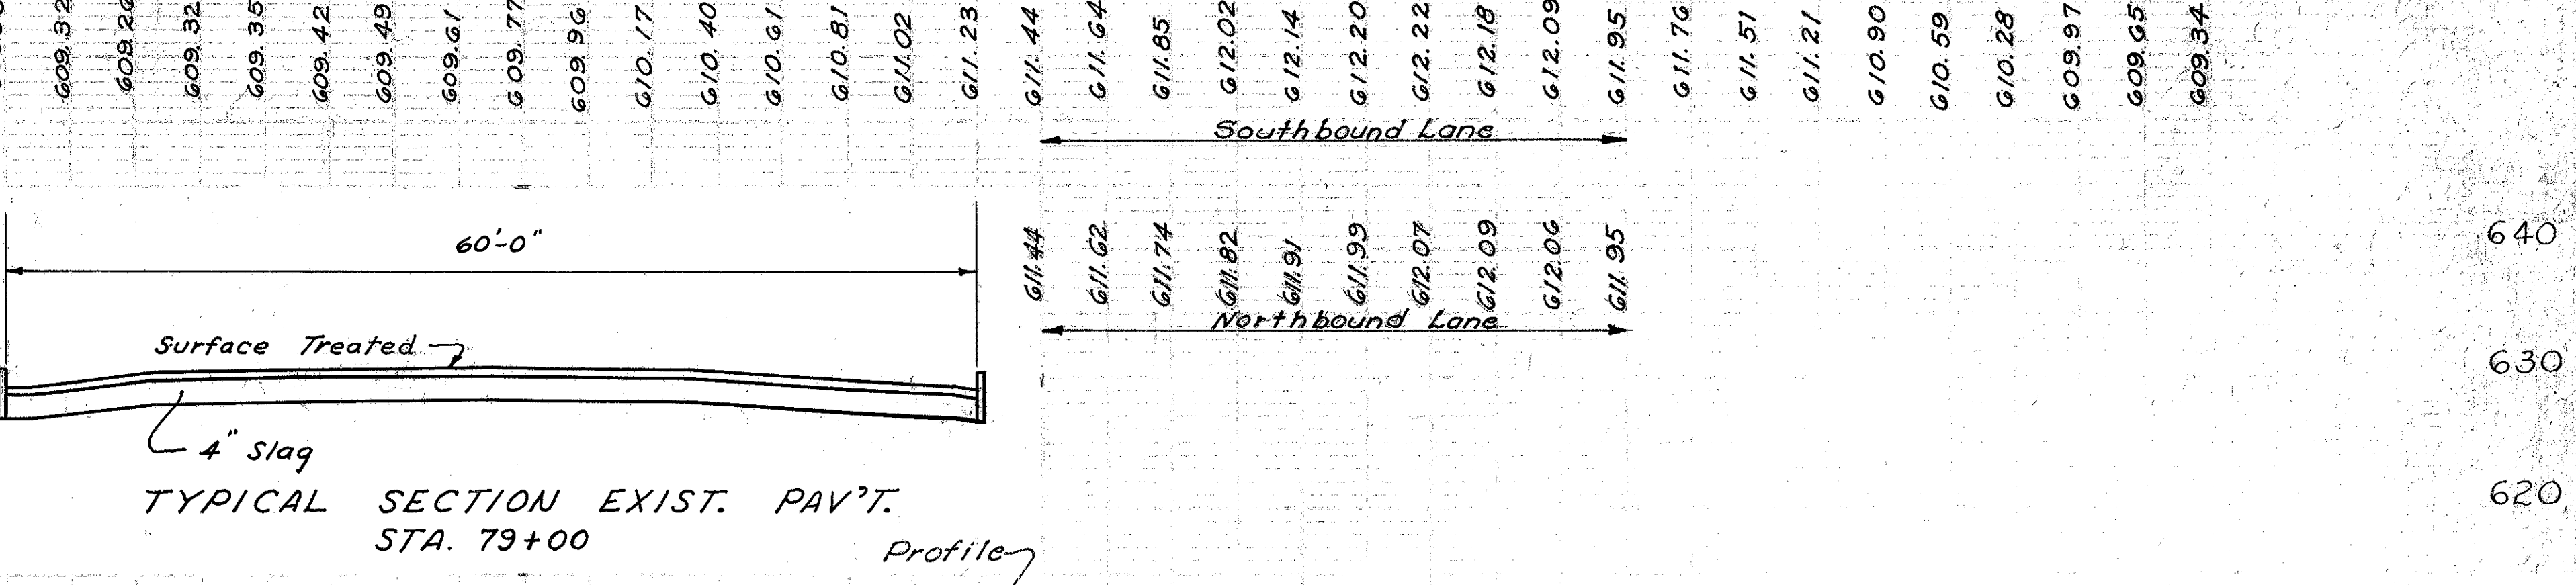 609.32 609.26 609.32 609.35 609.42 609.49 609.61 609.77 609.96 610.17 610.40 610.61 610.81 611.02 611.23 611.44 611.64 611.85 612.02 612.14 612.20 612.22 612.18 612.09 611.95 611.76 611.51 611.21 610.90 610.59 610.28 609.97 609.65 609.34
Southbound Lane
60'-0"
611.44 611.62 611.74 611.82 611.91 611.99 612.07 612.09 612.06 611.95
640
Northbound Lane
Surface Treated
630
4" Slag
TYPICAL SECTION EXIST. PAV'T.
620
STA. 79+00
Profile